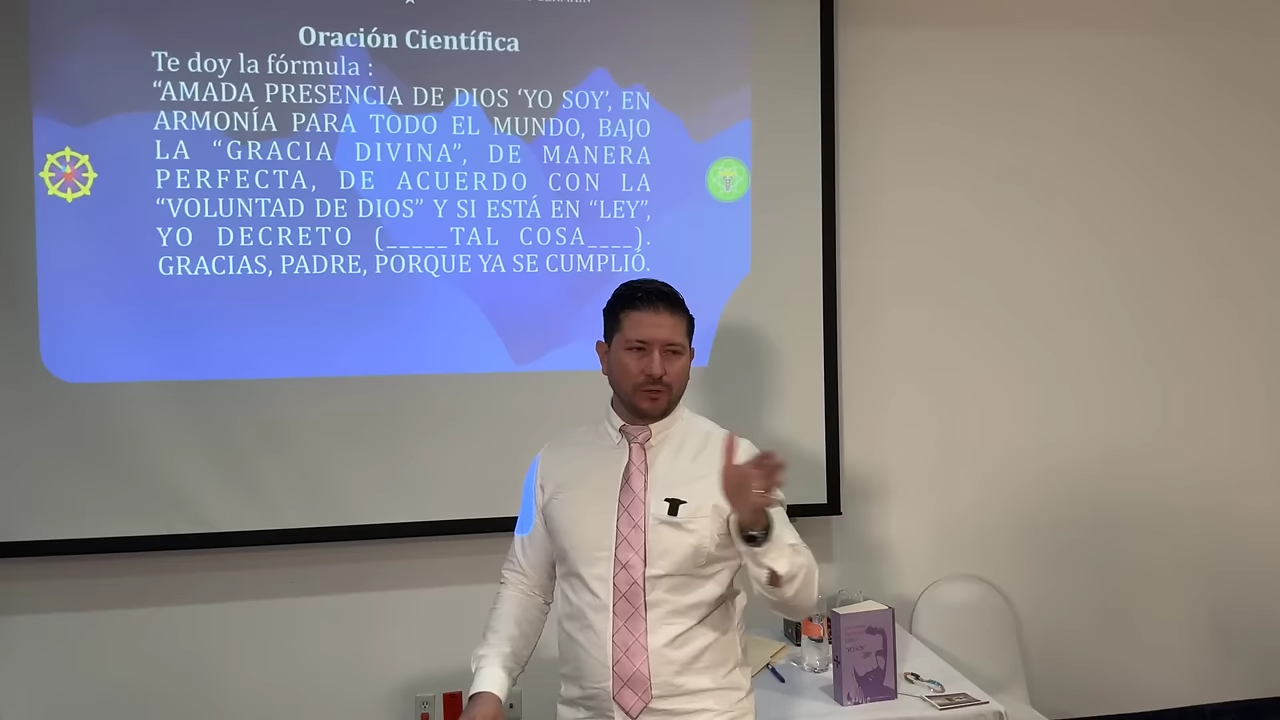 Oración Científica
Te doy la fórmula :
“AMADA PRESENCIA DE DIOS ‘YO SOY’, EN
ARMONÍA PARA TODO EL MUNDO, BAJO
LA “GRACIA DIVINA”, DE MANERA
PERFECTA, DE ACUERDO CON LA
“VOLUNTAD DE DIOS” Y SI ESTÁ EN “LEY”,
YO DECRETO (_____TAL COSA____).
GRACIAS, PADRE, PORQUE YA SE CUMPLIÓ.